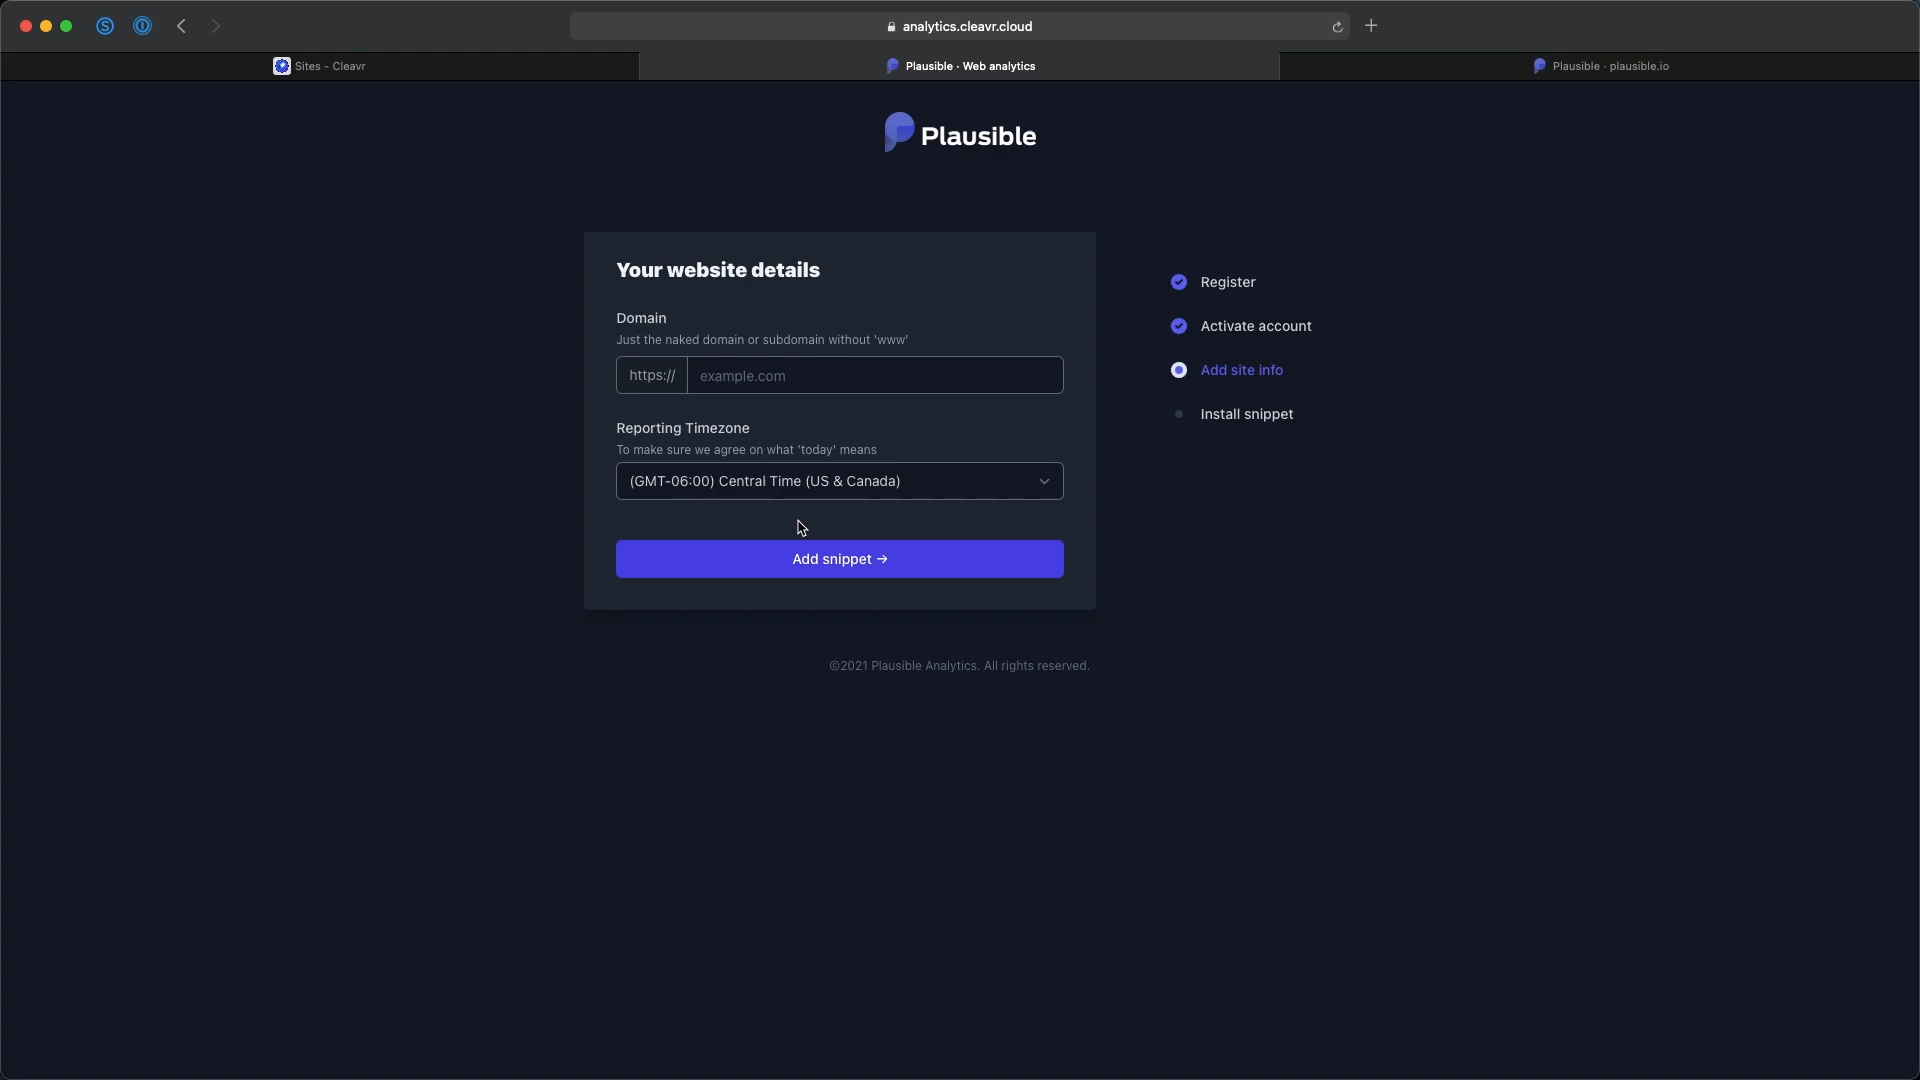 analytics.cleavr.cloud
Sites - Cleavr
Plausible · Web analytics
Plausible · plausible.io
Plausible
Your website details
Domain
Just the naked domain or subdomain without 'www'
https://
example.com
Reporting Timezone
To make sure we agree on what 'today' means
(GMT-06:00) Central Time (US & Canada)
Add snippet →
Register
Activate account
Add site info
Install snippet
©2021 Plausible Analytics. All rights reserved.